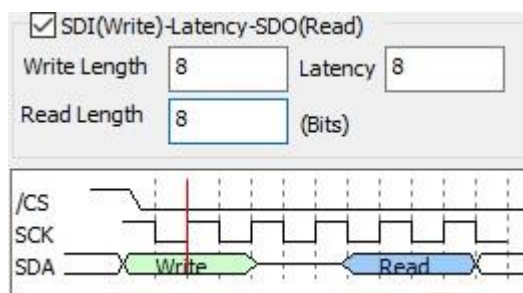 SDI(Write)-Latency-SDO(Read)
Write Length 8 Latency 8
Read Length 8 (Bits)
/CS
SCK
SDA Write Read